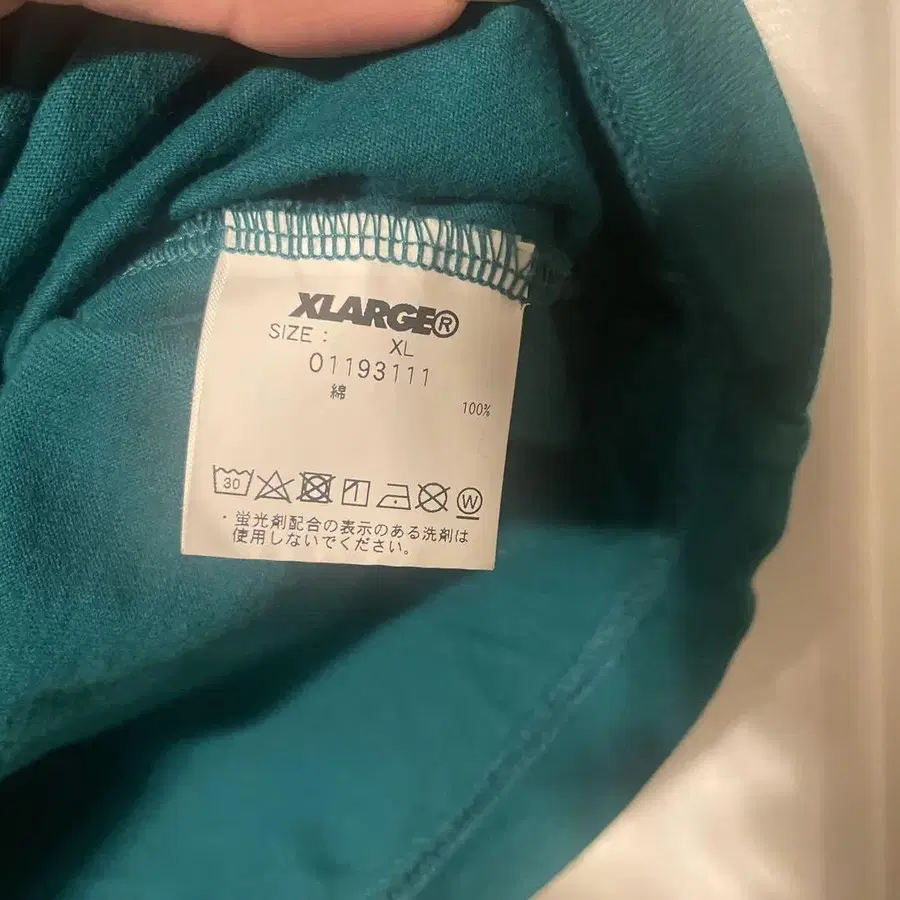 XLARGE®
SIZE : XL
01193111
綿
100%
30 W
・蛍光剤配合の表示のある洗剤は
使用しないでください。